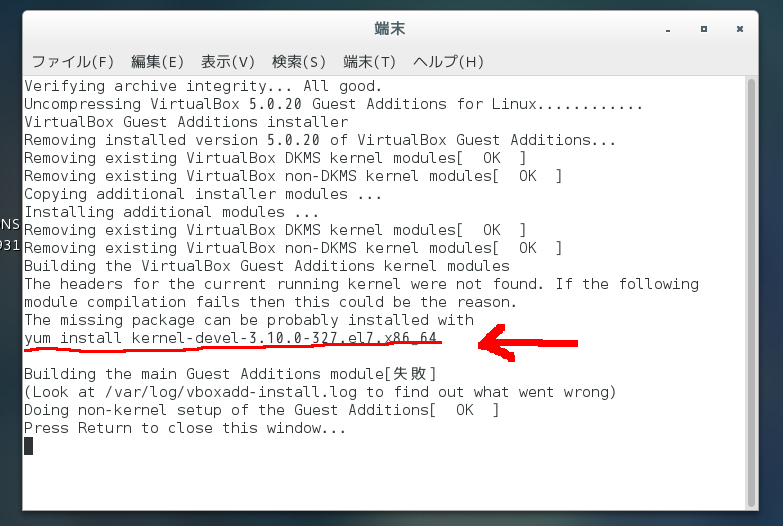 端末
ファイル(F) 編集(E) 表示(V) 検索(S) 端末(T) ヘルプ(H)
Verifying archive integrity... All good.
Uncompressing VirtualBox 5.0.20 Guest Additions for Linux............
VirtualBox Guest Additions installer
Removing installed version 5.0.20 of VirtualBox Guest Additions...
Removing existing VirtualBox DKMS kernel modules[  OK  ]
Removing existing VirtualBox non-DKMS kernel modules[  OK  ]
Copying additional installer modules ...
Installing additional modules ...
Removing existing VirtualBox DKMS kernel modules[  OK  ]
Removing existing VirtualBox non-DKMS kernel modules[  OK  ]
NS
931
Building the VirtualBox Guest Additions kernel modules
The headers for the current running kernel were not found. If the following
module compilation fails then this could be the reason.
The missing package can be probably installed with
yum install kernel-devel-3.10.0-327.el7.x86_64
Building the main Guest Additions module[失敗]
(Look at /var/log/vboxadd-install.log to find out what went wrong)
Doing non-kernel setup of the Guest Additions[  OK  ]
Press Return to close this window...